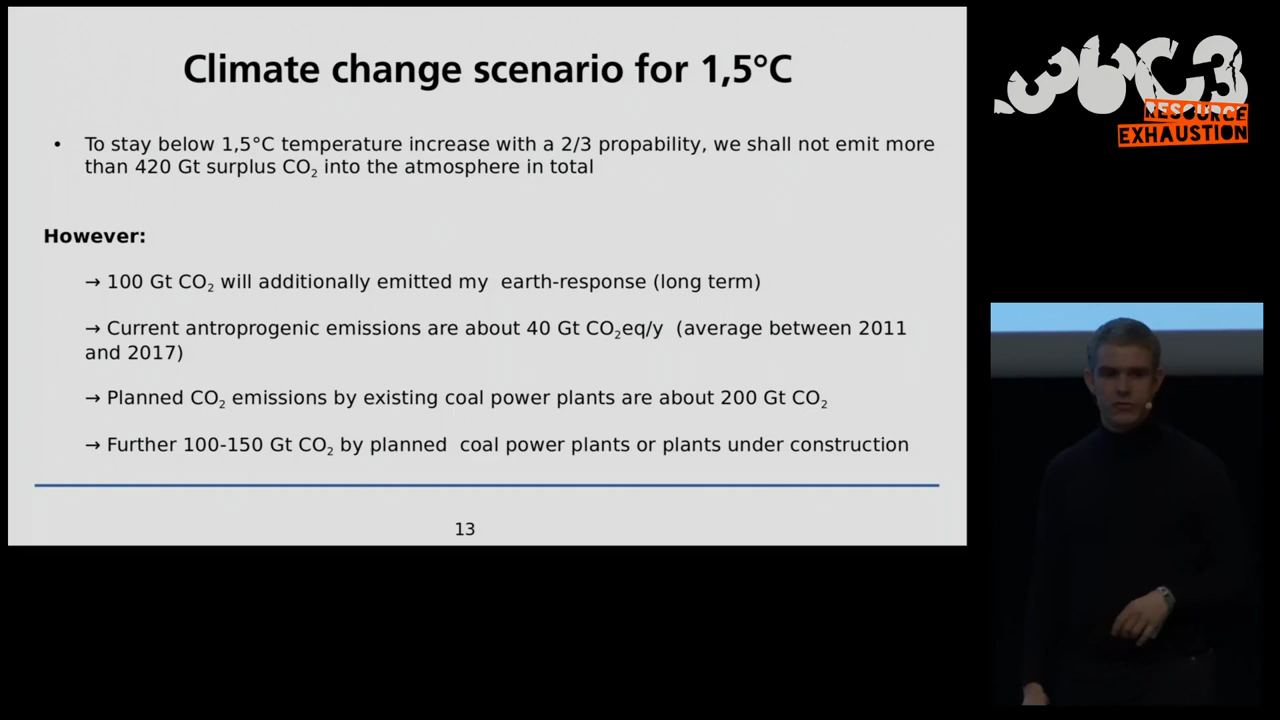 Climate change scenario for 1,5°C
• To stay below 1,5°C temperature increase with a 2/3 propability, we shall not emit more
than 420 Gt surplus CO₂ into the atmosphere in total
However:
→ 100 Gt CO₂ will additionally emitted my earth-response (long term)
→ Current antroprogenic emissions are about 40 Gt CO₂eq/y (average between 2011
and 2017)
→ Planned CO₂ emissions by existing coal power plants are about 200 Gt CO₂
→ Further 100-150 Gt CO₂ by planned coal power plants or plants under construction
13
36C3
RESOURCE
EXHAUSTION